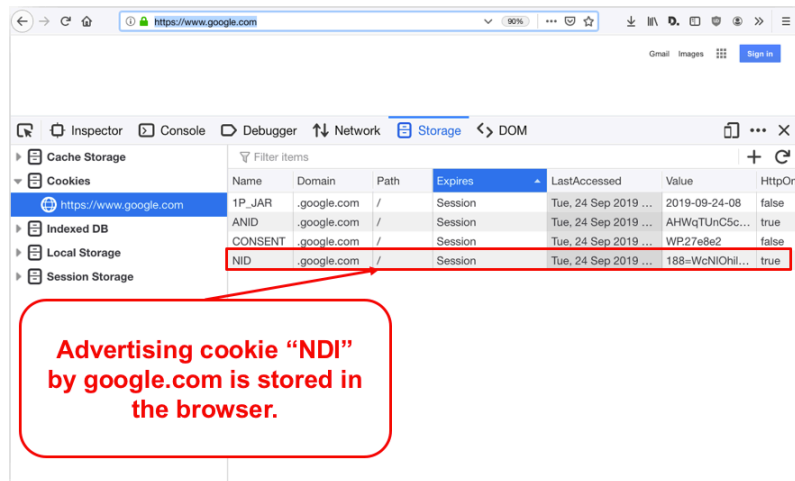 https://www.google.com 90%
Gmail Images Sign in
Inspector Console Debugger Network Storage DOM
Cache Storage Filter items
Cookies Name Domain Path Expires LastAccessed Value HttpOn
https://www.google.com 1P_JAR .google.com / Session Tue, 24 Sep 2019 ... 2019-09-24-08 false
Indexed DB ANID .google.com / Session Tue, 24 Sep 2019 ... AHWqTUnC5c... true
Local Storage CONSENT .google.com / Session Tue, 24 Sep 2019 ... WP.27e8e2 false
Session Storage NID .google.com / Session Tue, 24 Sep 2019 ... 188=WcNIOhil... true
Advertising cookie “NDI”
by google.com is stored in
the browser.